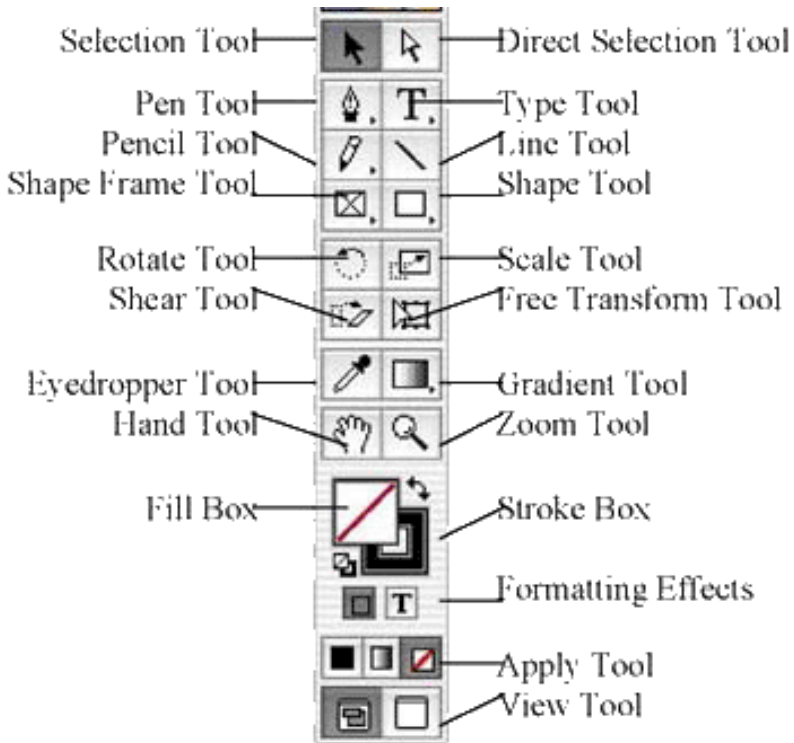 Selection Tool
Direct Selection Tool
Pen Tool
T
Type Tool
Pencil Tool
Line Tool
Shape Frame Tool
Shape Tool
Rotate Tool
Scale Tool
Shear Tool
Free Transform Tool
Eyedropper Tool
Gradient Tool
Hand Tool
Zoom Tool
Fill Box
Stroke Box
T
Formatting Effects
Apply Tool
View Tool